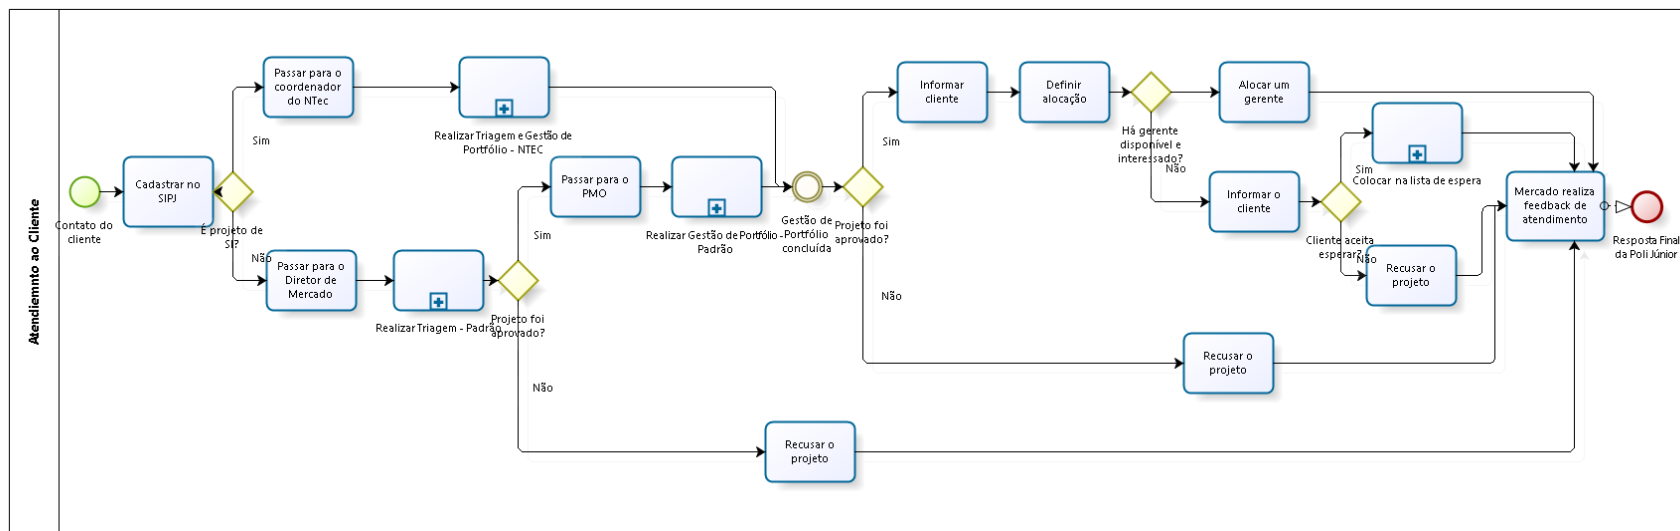 Atendiemnto ao Cliente
Contato do
cliente
Cadastrar no
SIPJ
É projeto de
SI?
Sim
Não
Passar para o
coordenador
do NTec
Realizar Triagem e Gestão de
Portfólio - NTEC
Passar para o
Diretor de
Mercado
Realizar Triagem - Padrão
Projeto foi
aprovado?
Sim
Não
Passar para o
PMO
Realizar Gestão de Portfólio -
Padrão
Recusar o
projeto
Gestão de
Portfólio
concluída
Projeto foi
aprovado?
Sim
Não
Informar
cliente
Definir
alocação
Há gerente
disponível e
interessado?
Não
Alocar um
gerente
Informar o
cliente
Cliente aceita
esperar?
Sim
Não
Colocar na lista de espera
Recusar o
projeto
Recusar o
projeto
Mercado realiza
feedback de
atendimento
Resposta Final
da Poli Júnior